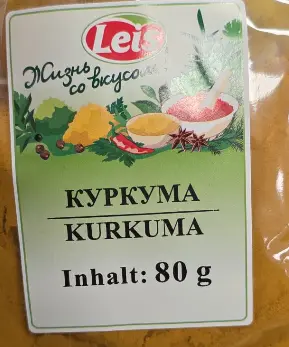 Leis
Жизнь
со вкусом
КУРКУМА
KURKUMA
Inhalt: 80 g